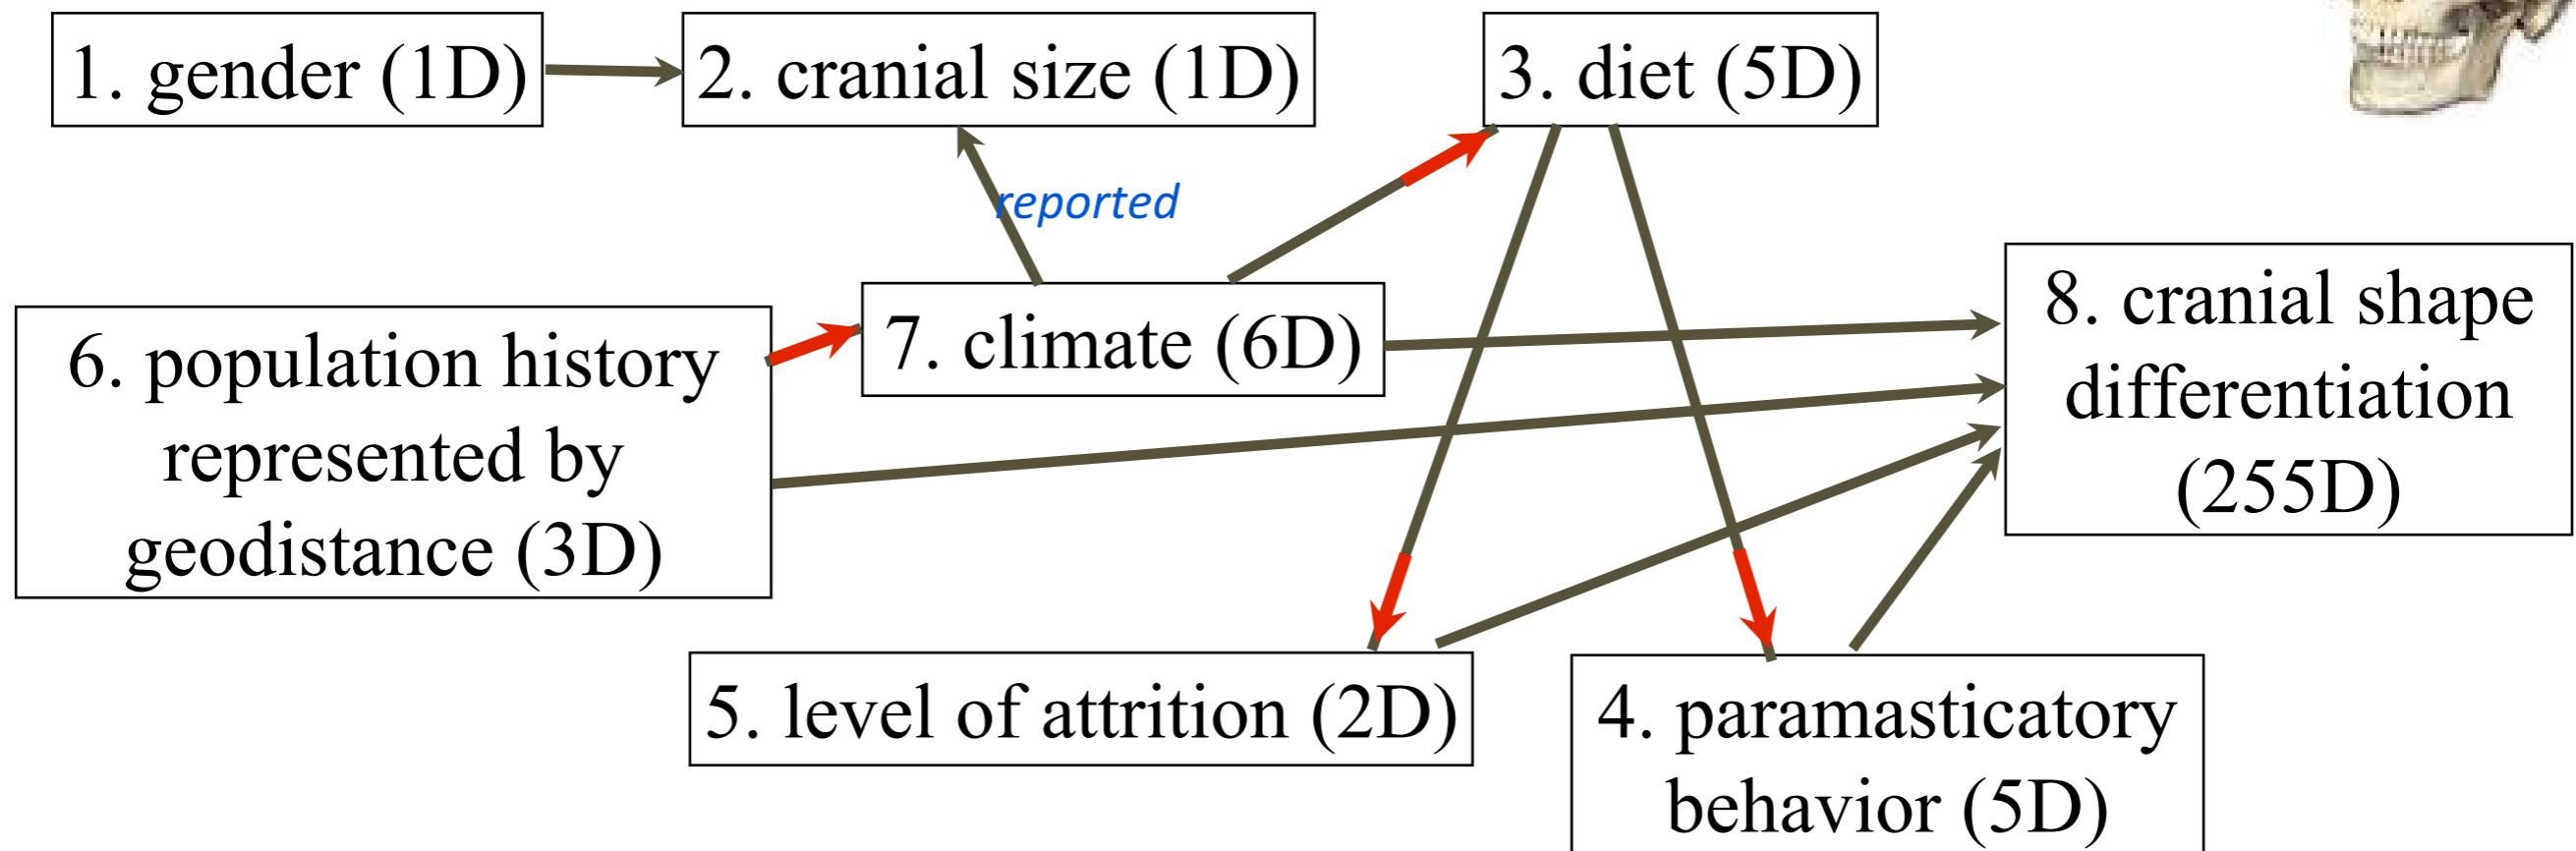 1. gender (1D)
2. cranial size (1D)
3. diet (5D)
reported
6. population history
represented by
geodistance (3D)
7. climate (6D)
8. cranial shape
differentiation
(255D)
5. level of attrition (2D)
4. paramasticatory
behavior (5D)